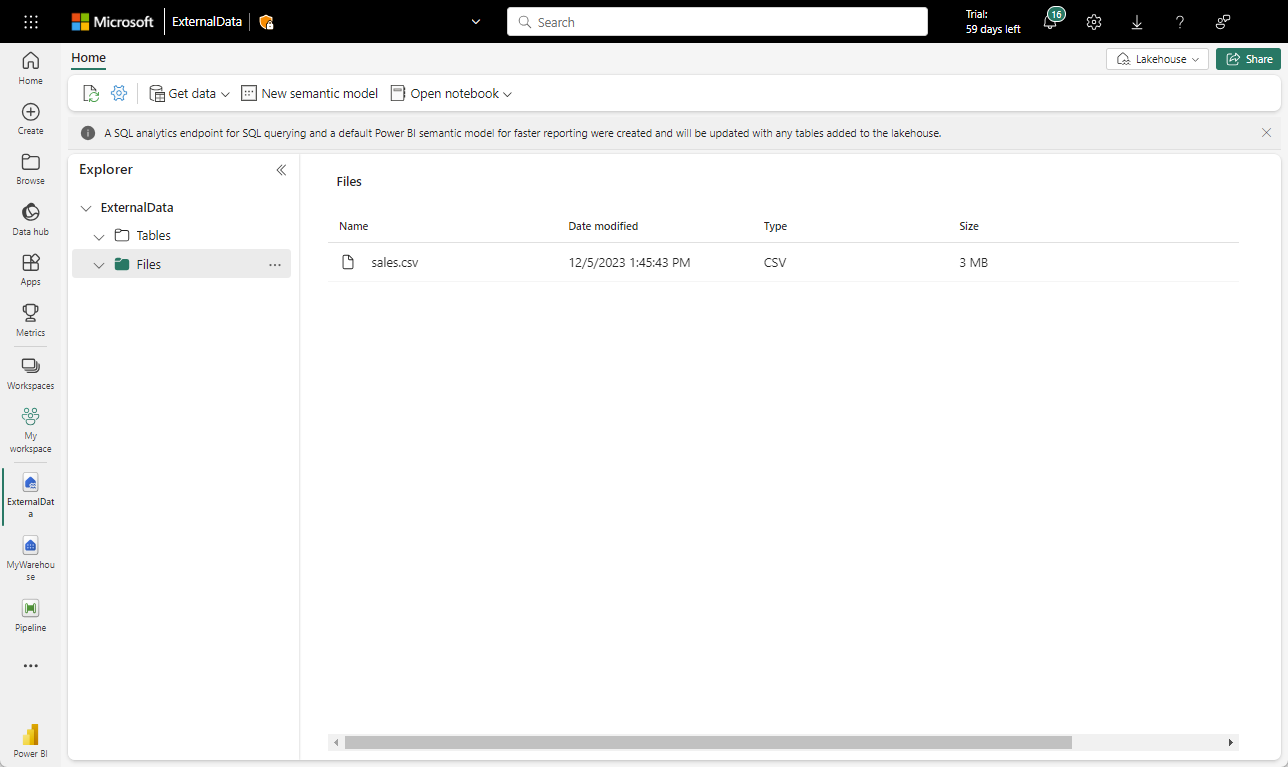 Microsoft
ExternalData
Search
Trial:
59 days left
16
?
Home
Create
Browse
Data hub
Apps
Metrics
Workspaces
My
workspace
ExternalDat
a
MyWarehou
se
Pipeline
Power BI
Home
Lakehouse
Share
Get data
New semantic model
Open notebook
A SQL analytics endpoint for SQL querying and a default Power BI semantic model for faster reporting were created and will be updated with any tables added to the lakehouse.
Explorer
ExternalData
Tables
Files
Files
Name Date modified Type Size
sales.csv 12/5/2023 1:45:43 PM CSV 3 MB